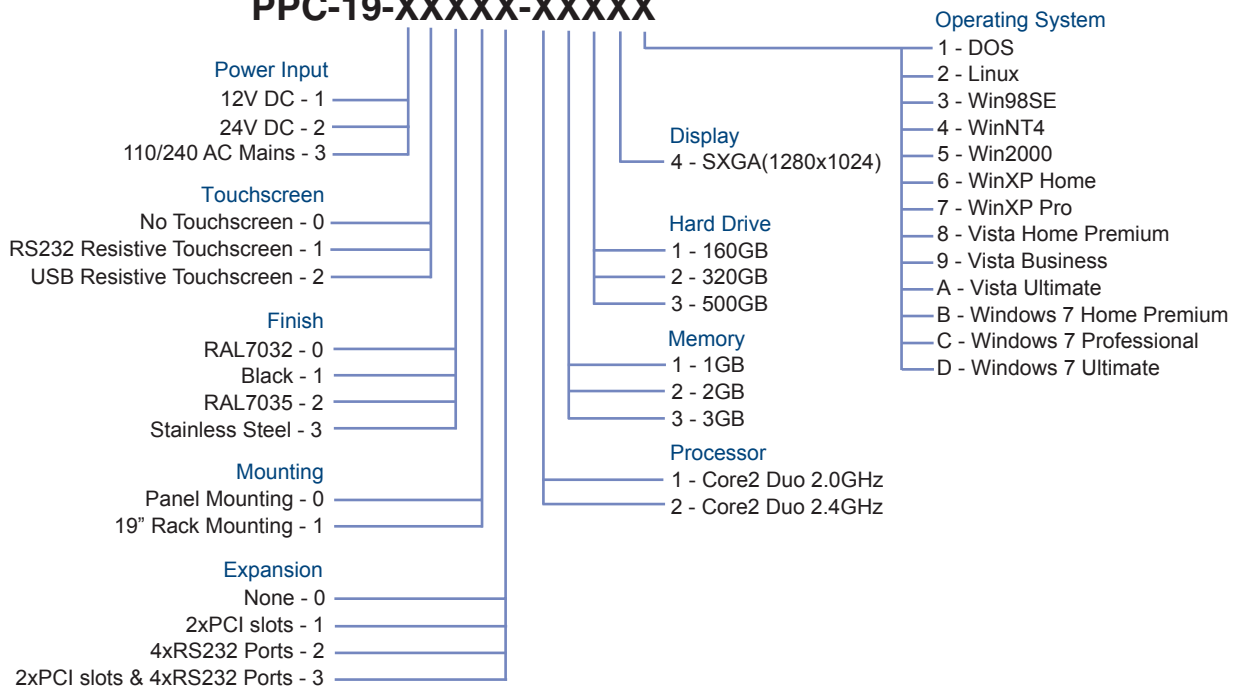 PPC-19-XXXXX-XXXXX
Power Input
12V DC - 1
24V DC - 2
110/240 AC Mains - 3
Touchscreen
No Touchscreen - 0
RS232 Resistive Touchscreen - 1
USB Resistive Touchscreen - 2
Finish
RAL7032 - 0
Black - 1
RAL7035 - 2
Stainless Steel - 3
Mounting
Panel Mounting - 0
19” Rack Mounting - 1
Expansion
None - 0
2xPCI slots - 1
4xRS232 Ports - 2
2xPCI slots & 4xRS232 Ports - 3
Display
4 - SXGA(1280x1024)
Hard Drive
1 - 160GB
2 - 320GB
3 - 500GB
Memory
1 - 1GB
2 - 2GB
3 - 3GB
Processor
1 - Core2 Duo 2.0GHz
2 - Core2 Duo 2.4GHz
Operating System
1 - DOS
2 - Linux
3 - Win98SE
4 - WinNT4
5 - Win2000
6 - WinXP Home
7 - WinXP Pro
8 - Vista Home Premium
9 - Vista Business
A - Vista Ultimate
B - Windows 7 Home Premium
C - Windows 7 Professional
D - Windows 7 Ultimate